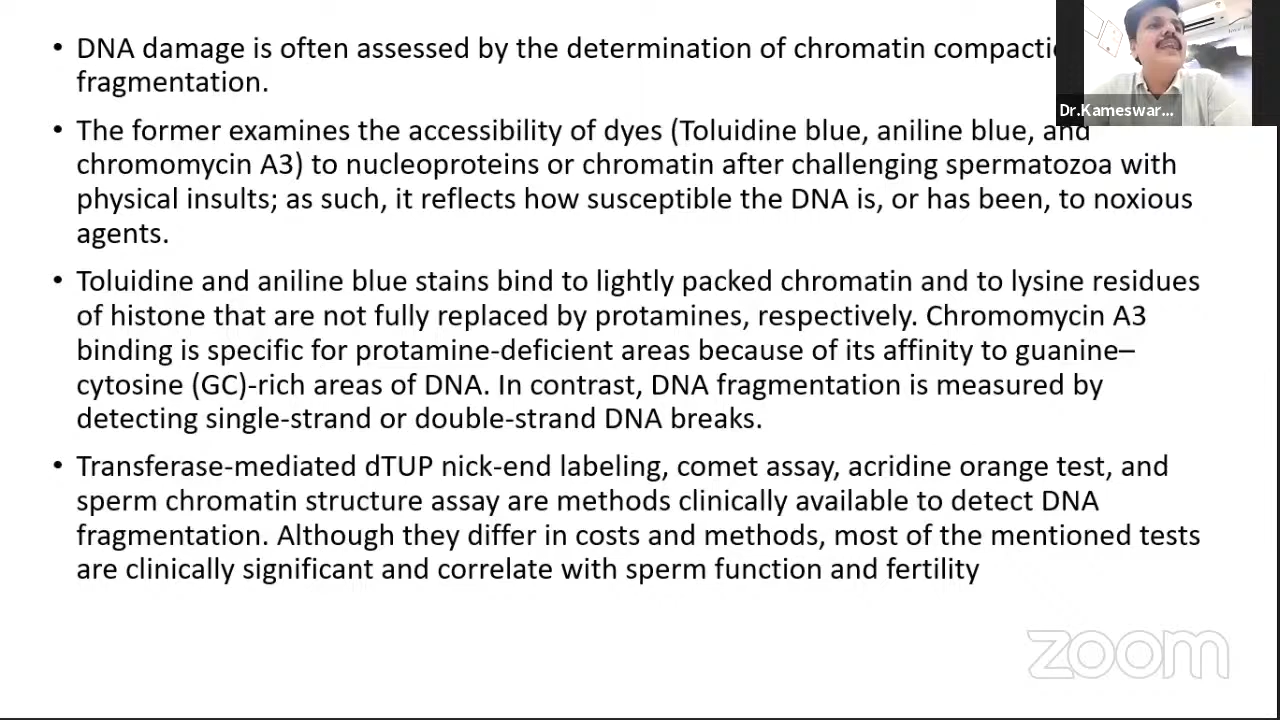 • DNA damage is often assessed by the determination of chromatin
fragmentation.
• The former examines the accessibility of dyes (Toluidine blue, aniline blue, and
chromomycin A3) to nucleoproteins or chromatin after challenging spermatozoa with
physical insults; as such, it reflects how susceptible the DNA is, or has been, to noxious
agents.
• Toluidine and aniline blue stains bind to lightly packed chromatin and to lysine residues
of histone that are not fully replaced by protamines, respectively. Chromomycin A3
binding is specific for protamine-deficient areas because of its affinity to guanine–
cytosine (GC)-rich areas of DNA. In contrast, DNA fragmentation is measured by
detecting single-strand or double-strand DNA breaks.
• Transferase-mediated dTUP nick-end labeling, comet assay, acridine orange test, and
sperm chromatin structure assay are methods clinically available to detect DNA
fragmentation. Although they differ in costs and methods, most of the mentioned tests
are clinically significant and correlate with sperm function and fertility
Dr.Kameswar...
zoom